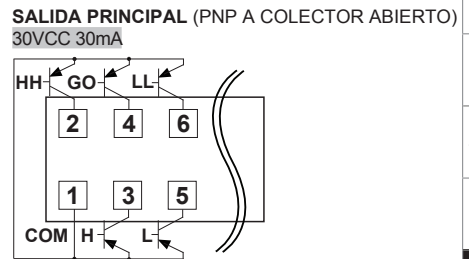 SALIDA PRINCIPAL (PNP A COLECTOR ABIERTO)
30VCC 30mA
HH GO LL
2 4 6
1 3 5
COM H L